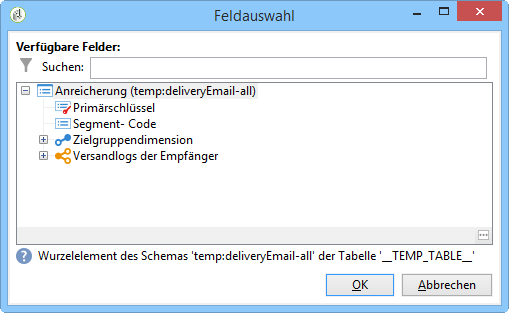 Feldauswahl
Verfügbare Felder:
Suchen:
Anreicherung (temp:deliveryEmail-all)
Primärschlüssel
Segment- Code
Zielgruppendimension
Versandlogs der Empfänger
Wurzelelement des Schemas 'temp:deliveryEmail-all' der Tabelle '__TEMP_TABLE__'
OK
Abbrechen